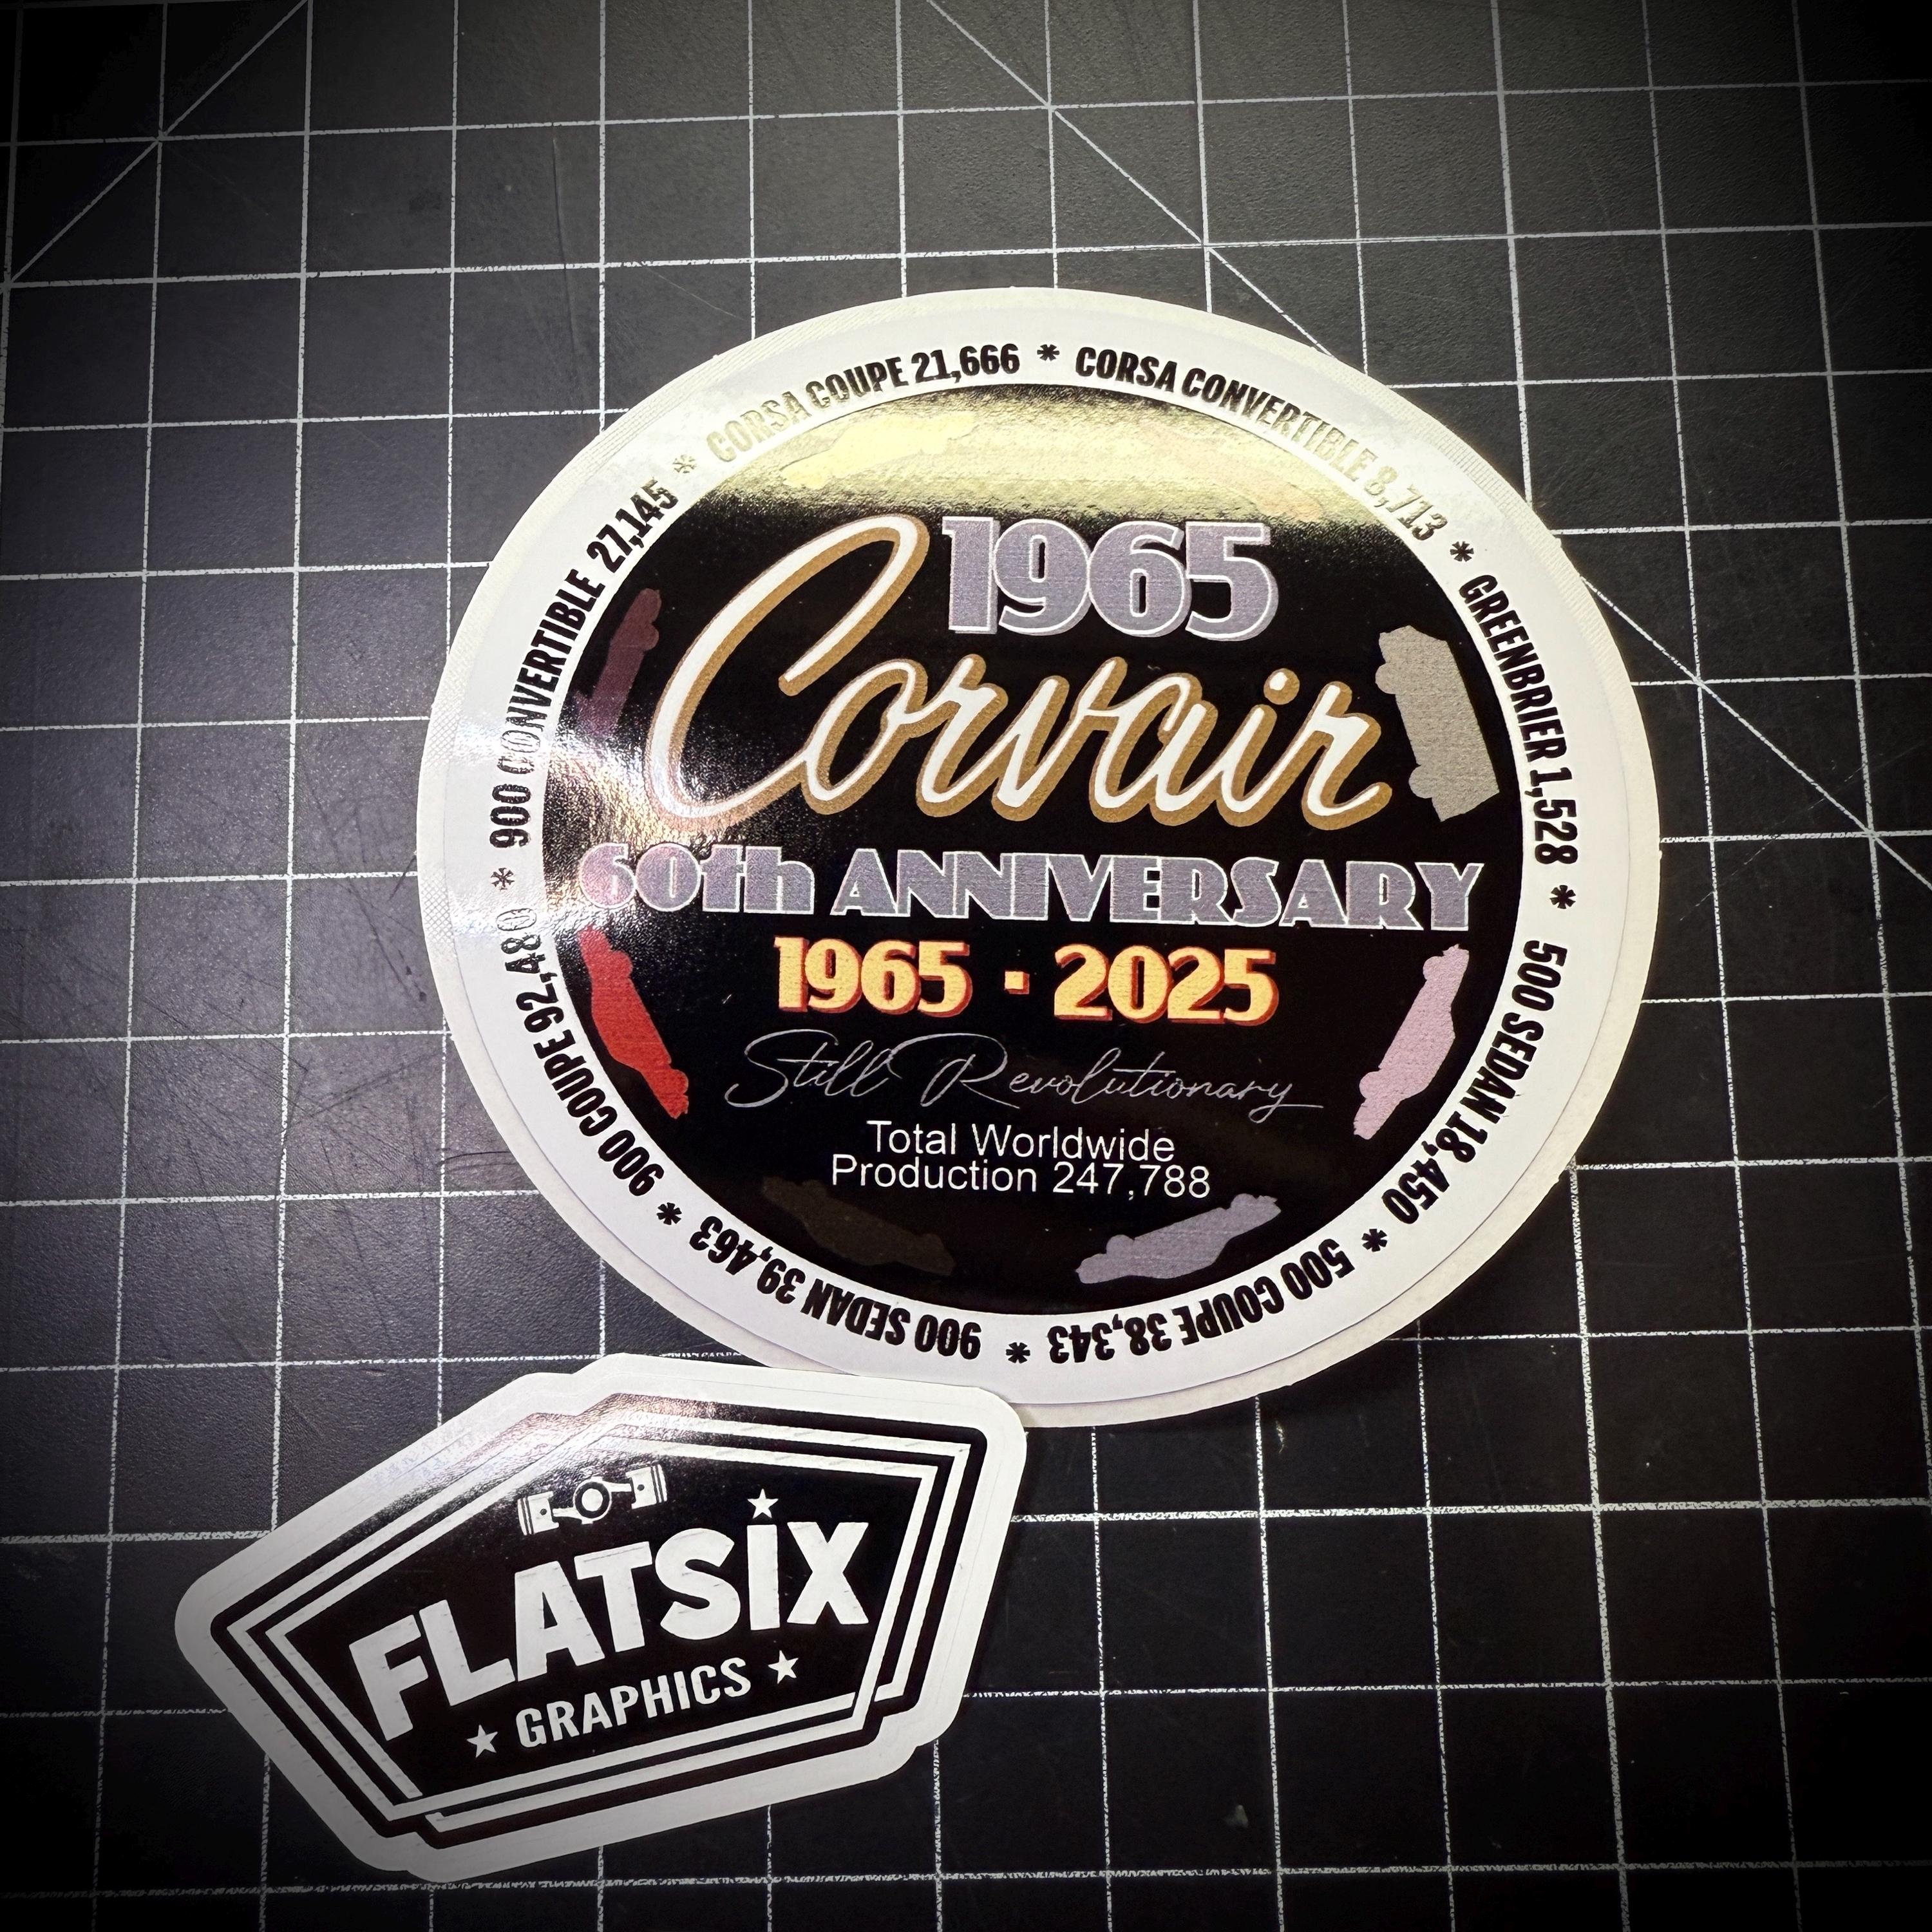 CORSA COUPE 21,666 * CORSA CONVERTIBLE 8,713 * GREENBRIER 1,528 * 500 SEDAN 18,450 * 500 COUPE 38,343 * 900 SEDAN 39,463 * 900 COUPE 92,480 * 900 CONVERTIBLE 27,145 *
1965
Corvair
60th ANNIVERSARY
1965 · 2025
Still Revolutionary
Total Worldwide
Production 247,788
FLATSiX
GRAPHICS